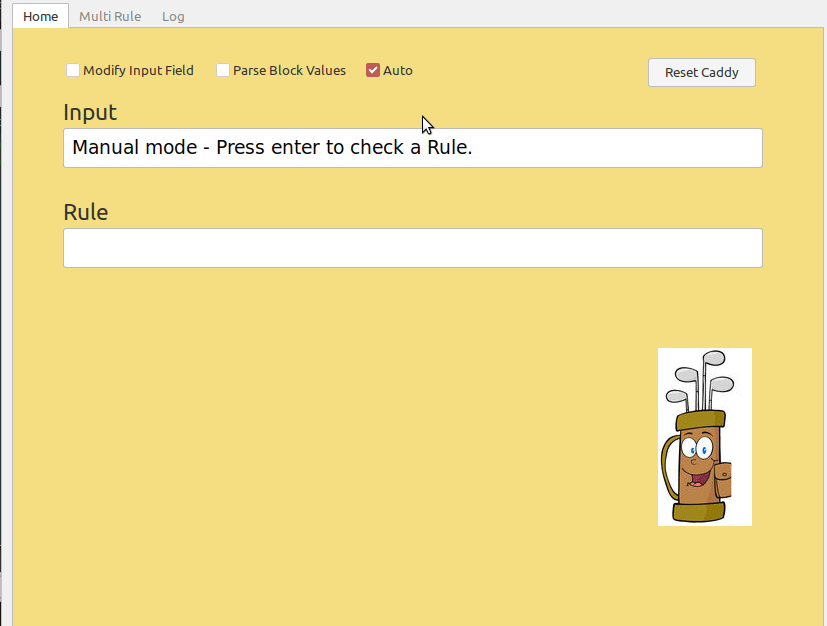 Home Multi Rule Log
Modify Input Field Parse Block Values Auto Reset Caddy
Input
Manual mode - Press enter to check a Rule.
Rule